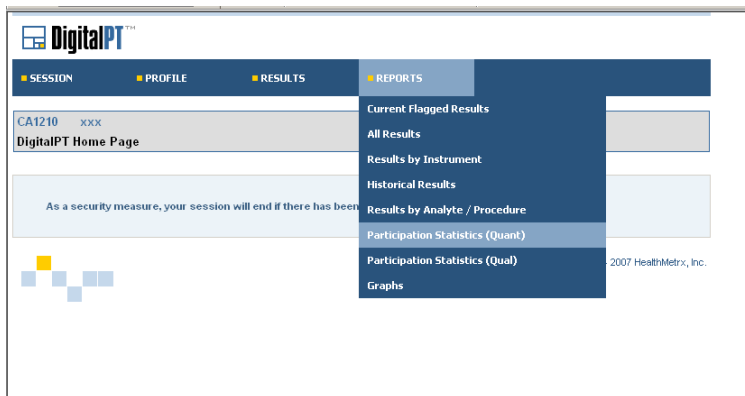 DigitalPT™
SESSION PROFILE RESULTS REPORTS
Current Flagged Results
All Results
Results by Instrument
Historical Results
Results by Analyte / Procedure
Participation Statistics (Quant)
Participation Statistics (Qual)
Graphs
CA1210 xxx
DigitalPT Home Page
As a security measure, your session will end if there has been
2007 HealthMetrx, Inc.